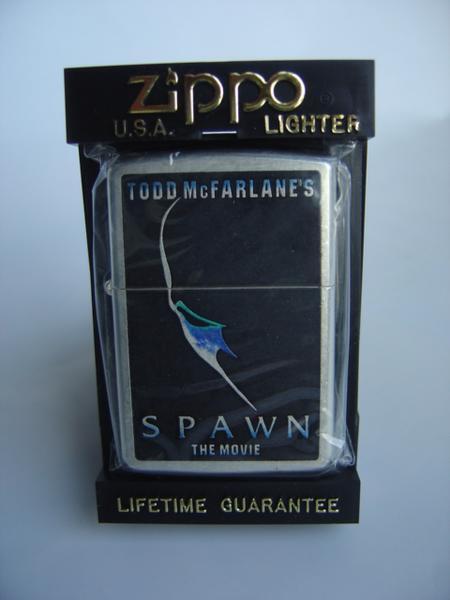 Zippo
U.S.A. LIGHTER
TODD McFARLANE'S
SPAWN
THE MOVIE
LIFETIME GUARANTEE